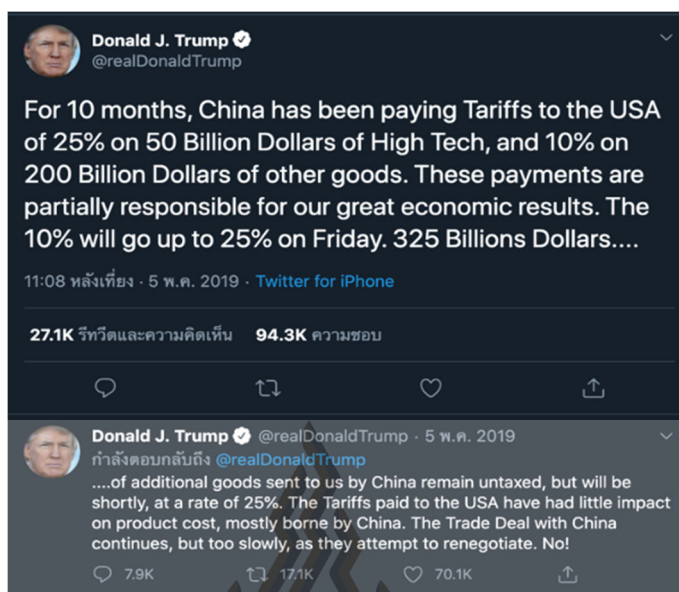 Donald J. Trump
@realDonaldTrump
For 10 months, China has been paying Tariffs to the USA
of 25% on 50 Billion Dollars of High Tech, and 10% on
200 Billion Dollars of other goods. These payments are
partially responsible for our great economic results. The
10% will go up to 25% on Friday. 325 Billions Dollars....
11:08 หลังเที่ยง · 5 พ.ค. 2019 · Twitter for iPhone
27.1K รีทวีตและความคิดเห็น 94.3K ความชอบ
Donald J. Trump @realDonaldTrump · 5 พ.ค. 2019
กำลังตอบกลับถึง @realDonaldTrump
....of additional goods sent to us by China remain untaxed, but will be
shortly, at a rate of 25%. The Tariffs paid to the USA have had little impact
on product cost, mostly borne by China. The Trade Deal with China
continues, but too slowly, as they attempt to renegotiate. No!
7.9K 17.1K 70.1K